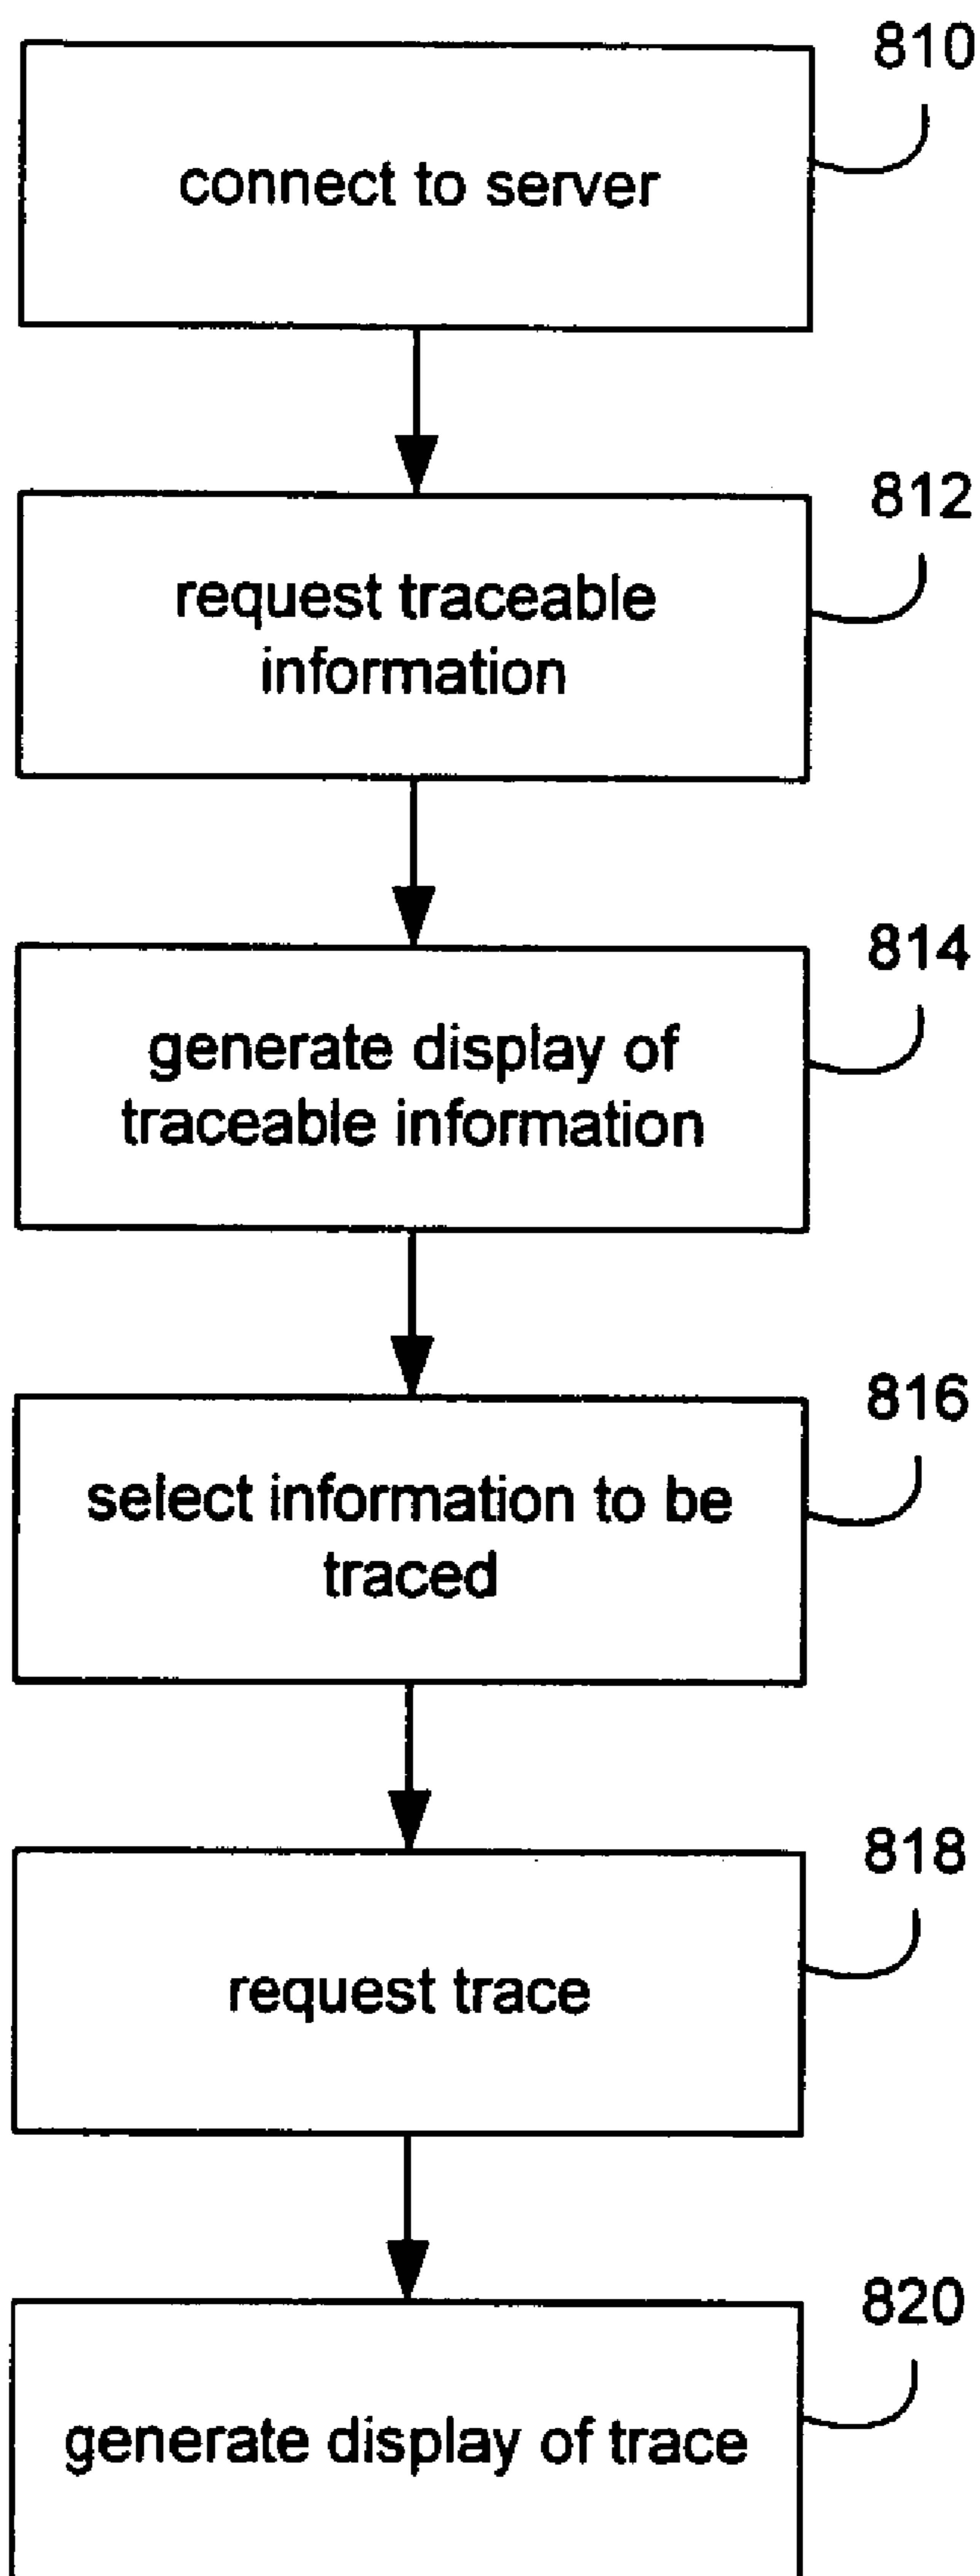 810
connect to server
812
request traceable
information
814
generate display of
traceable information
816
select information to be
traced
818
request trace
820
generate display of trace